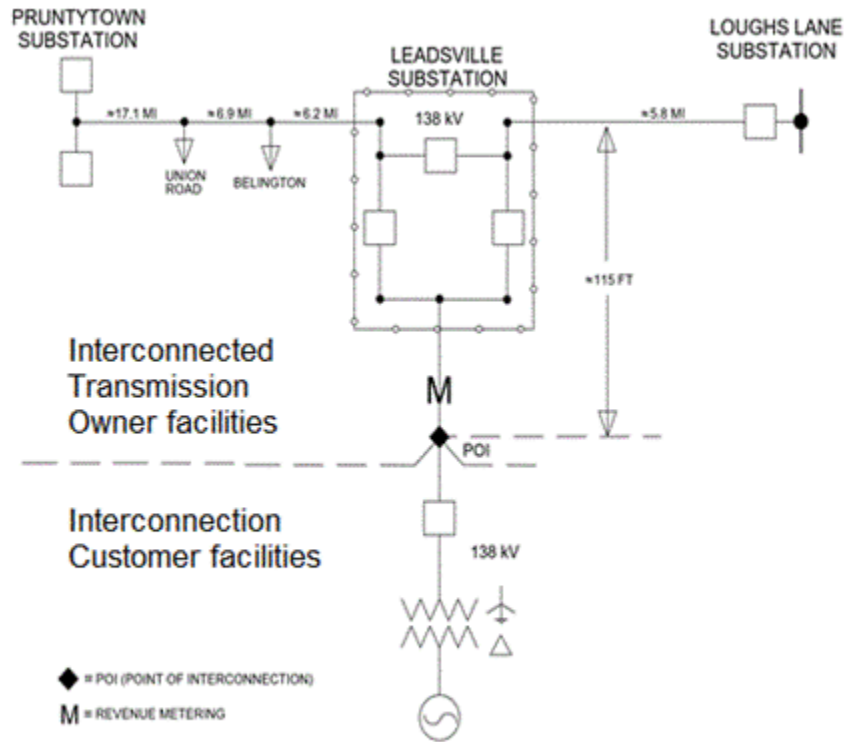 PRUNTYTOWN
SUBSTATION
LEADSVILLE
SUBSTATION
LOUGHS LANE
SUBSTATION
≈17.1 MI
≈6.9 MI
≈6.2 MI
138 kV
≈5.8 MI
UNION
ROAD
BELINGTON
≈115 FT
Interconnected
Transmission
Owner facilities
M
POI
Interconnection
Customer facilities
138 kV
= POI (POINT OF INTERCONNECTION)
M = REVENUE METERING